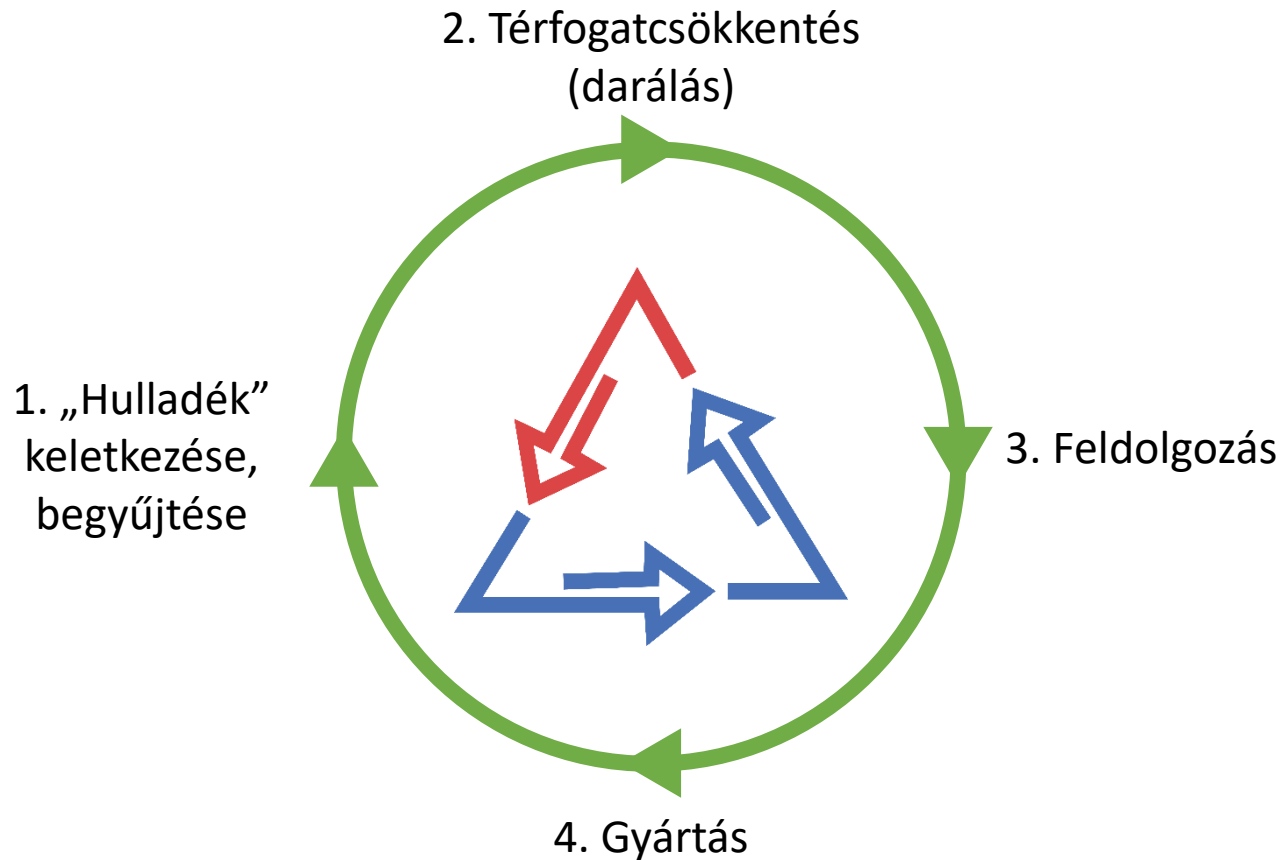 2. Térfogatcsökkentés
(darálás)
1. „Hulladék”
keletkezése,
begyűjtése
3. Feldolgozás
4. Gyártás